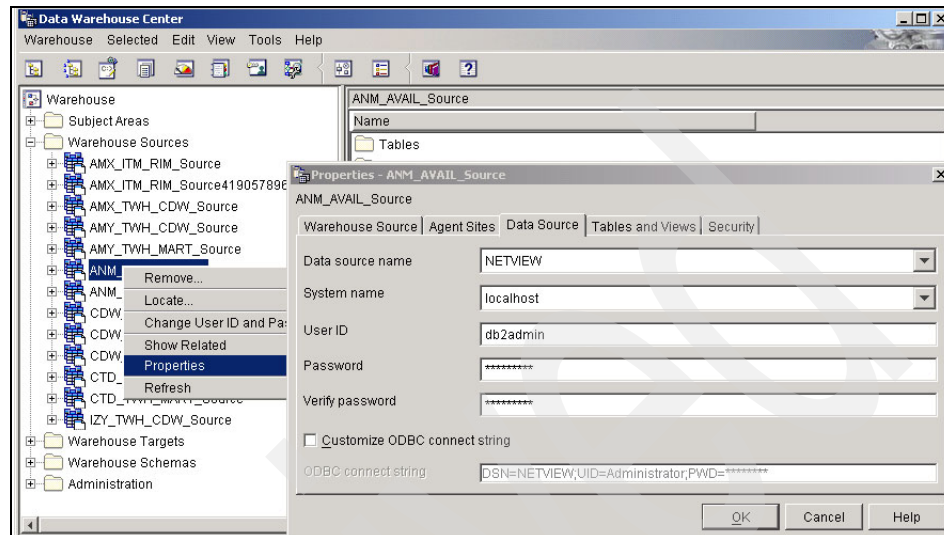 Data Warehouse Center
Warehouse Selected Edit View Tools Help
Warehouse
Subject Areas
Warehouse Sources
AMX_ITM_RIM_Source
AMX_ITM_RIM_Source419057896
AMX_TWH_CDW_Source
AMY_TWH_CDW_Source
AMY_TWH_MART_Source
ANM_
ANM_
CDW_
CDW_
CDW_
CTD_
CTD_TWH_MART_Source
IZY_TWH_CDW_Source
Warehouse Targets
Warehouse Schemas
Administration
Remove...
Locate...
Change User ID and Pa
Show Related
Properties
Refresh
ANM_AVAIL_Source
Name
Tables
Properties - ANM_AVAIL_Source
ANM_AVAIL_Source
Warehouse Source Agent Sites Data Source Tables and Views Security
Data source name NETVIEW
System name localhost
User ID db2admin
Password *********
Verify password *********
Customize ODBC connect string
ODBC connect string DSN=NETVIEW;UID=Administrator;PWD=********
OK Cancel Help